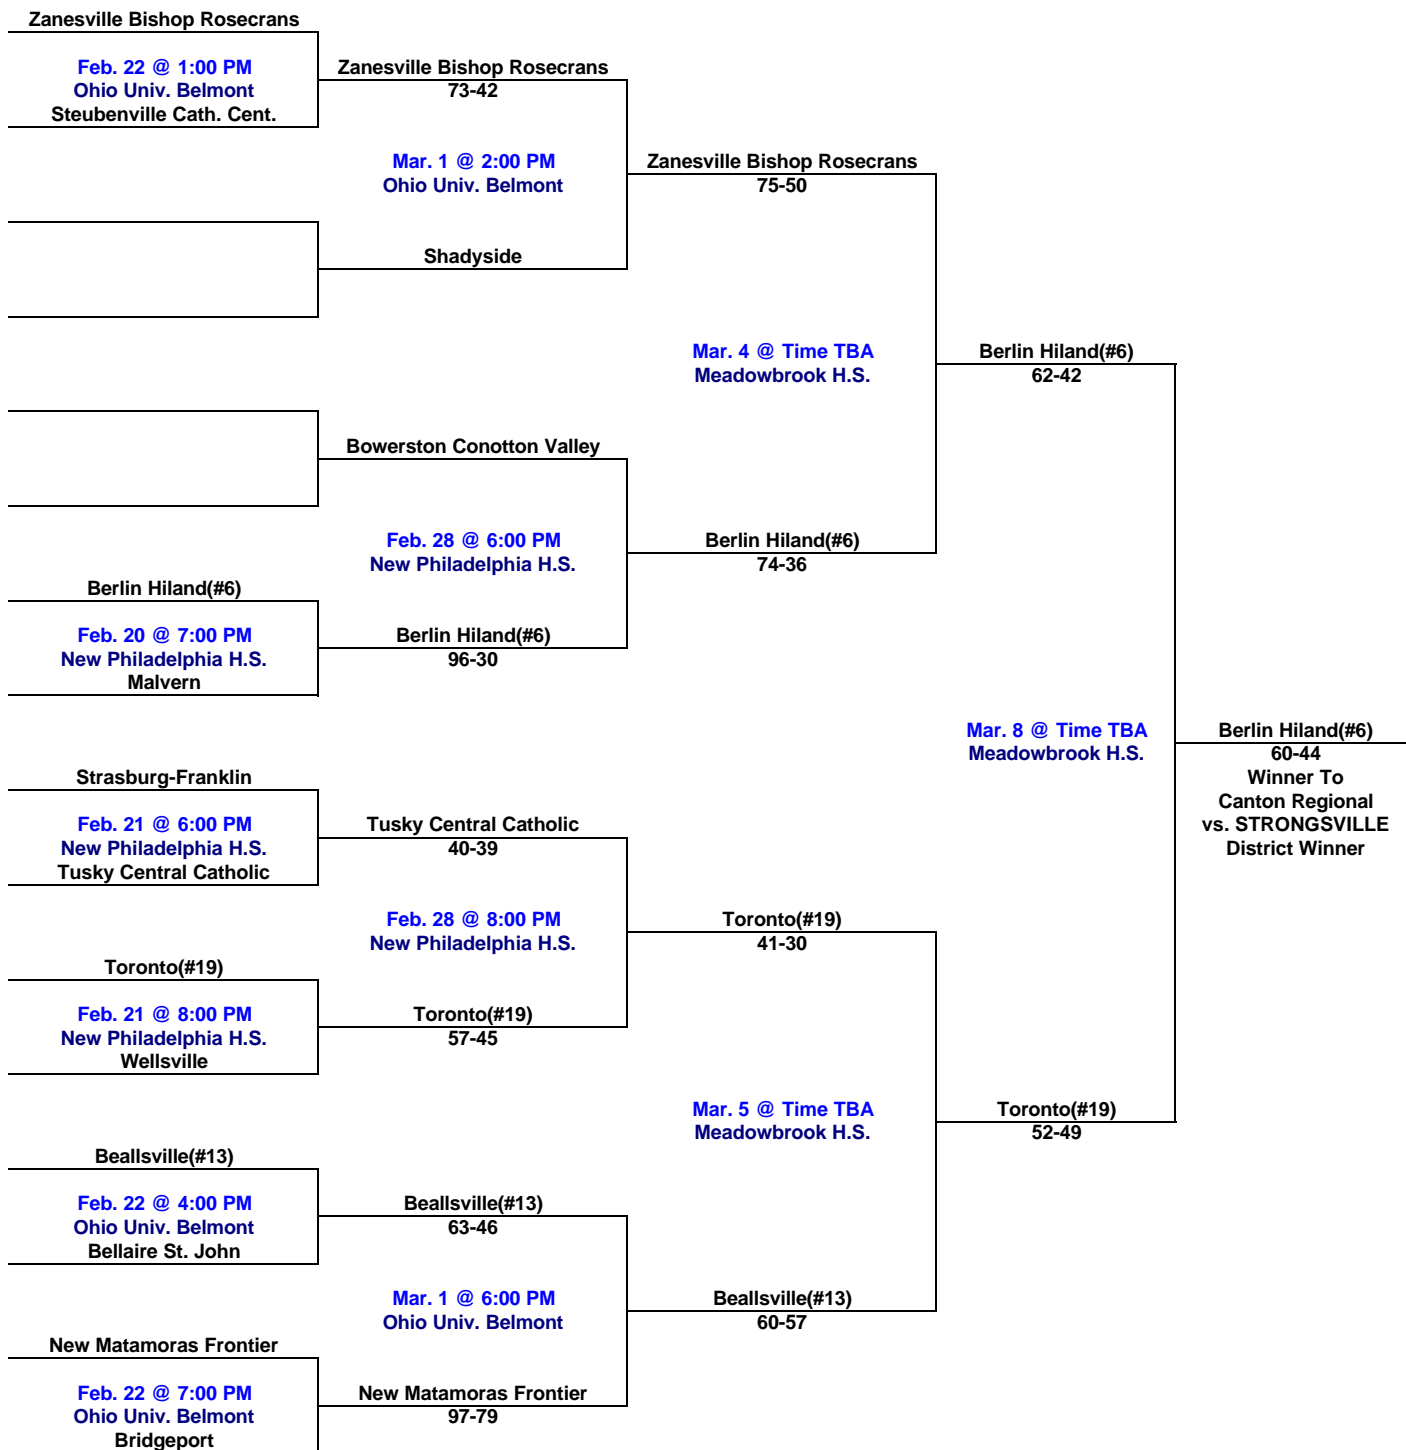 Zanesville Bishop Rosecrans
Feb. 22 @ 1:00 PM
Ohio Univ. Belmont
Steubenville Cath. Cent.
Berlin Hiland(#6)
Feb. 20 @ 7:00 PM
New Philadelphia H.S.
Malvern
Strasburg-Franklin
Feb. 21 @ 6:00 PM
New Philadelphia H.S.
Tusky Central Catholic
Toronto(#19)
Feb. 21 @ 8:00 PM
New Philadelphia H.S.
Wellsville
Beallsville(#13)
Feb. 22 @ 4:00 PM
Ohio Univ. Belmont
Bellaire St. John
New Matamoras Frontier
Feb. 22 @ 7:00 PM
Ohio Univ. Belmont
Bridgeport
Zanesville Bishop Rosecrans
73-42
Mar. 1 @ 2:00 PM
Ohio Univ. Belmont
Shadyside
Bowerston Conotton Valley
Feb. 28 @ 6:00 PM
New Philadelphia H.S.
Berlin Hiland(#6)
96-30
Tusky Central Catholic
40-39
Feb. 28 @ 8:00 PM
New Philadelphia H.S.
Toronto(#19)
57-45
Beallsville(#13)
63-46
Mar. 1 @ 6:00 PM
Ohio Univ. Belmont
New Matamoras Frontier
97-79
Zanesville Bishop Rosecrans
75-50
Mar. 4 @ Time TBA
Meadowbrook H.S.
Berlin Hiland(#6)
74-36
Toronto(#19)
41-30
Mar. 5 @ Time TBA
Meadowbrook H.S.
Beallsville(#13)
60-57
Berlin Hiland(#6)
62-42
Mar. 8 @ Time TBA
Meadowbrook H.S.
Toronto(#19)
52-49
Berlin Hiland(#6)
60-44
Winner To
Canton Regional
vs. STRONGSVILLE
District Winner